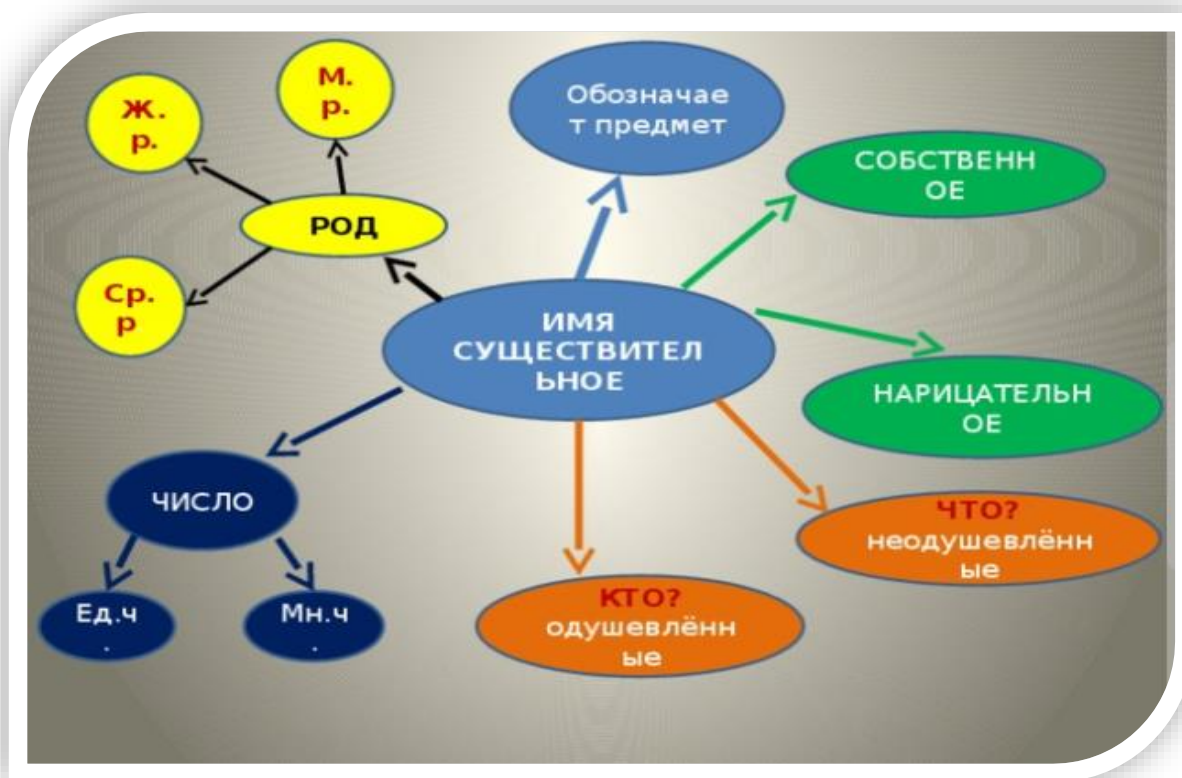 М.
р.
Ж.
р.
Обозначае
т предмет
СОБСТВЕНН
ОЕ
РОД
Ср.
р
ИМЯ
СУЩЕСТВИТЕЛ
ЬНОЕ
НАРИЦАТЕЛЬН
ОЕ
ЧИСЛО
ЧТО?
неодушевлённ
ые
Ед.ч
.
Мн.ч
.
КТО?
одушевлённ
ые